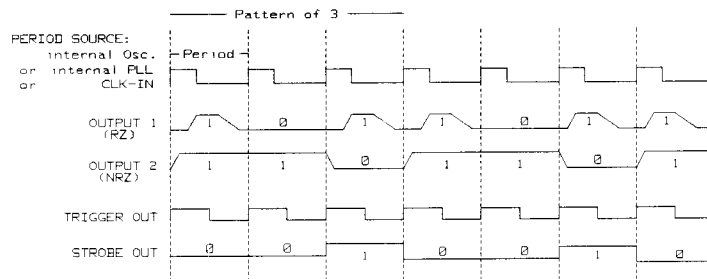 Pattern of 3
PERIOD SOURCE:
internal Osc.
Period
or internal PLL
or CLK-IN
OUTPUT 1
(RZ)
1 0 1 1 0 1 1
OUTPUT 2
(NRZ)
1 1 0 1 1 0 1
TRIGGER OUT
STROBE OUT
0 0 1 0 0 1 0